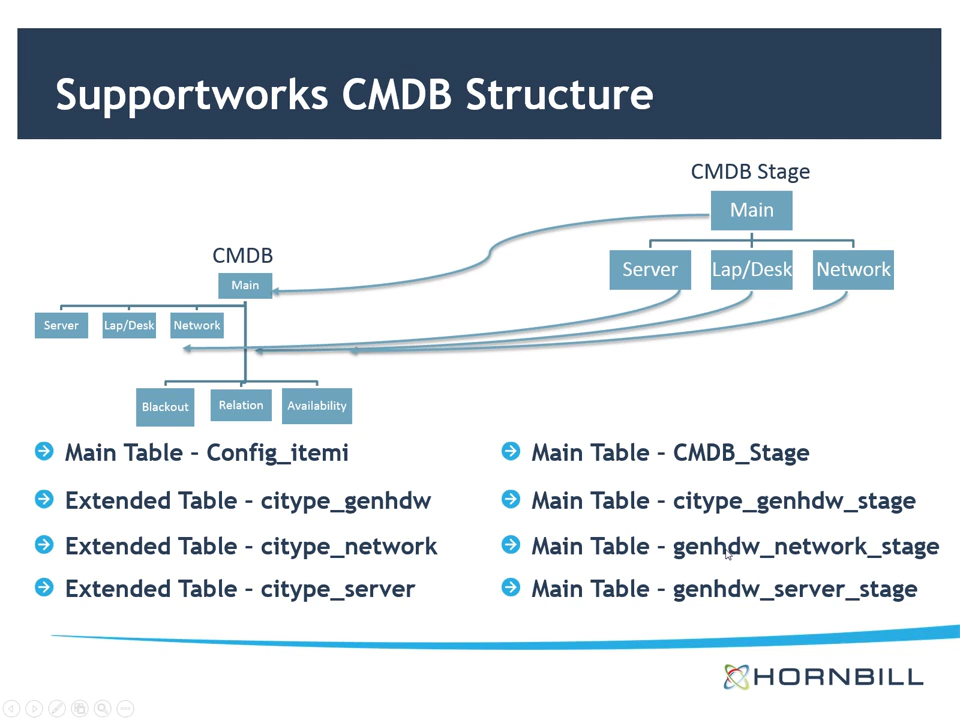 Supportworks CMDB Structure
CMDB Stage
Main
Server
Lap/Desk
Network
CMDB
Main
Server
Lap/Desk
Network
Blackout
Relation
Availability
Main Table – Config_itemi
Extended Table – citype_genhdw
Extended Table – citype_network
Extended Table – citype_server
Main Table – CMDB_Stage
Main Table – citype_genhdw_stage
Main Table – genhdw_network_stage
Main Table – genhdw_server_stage
HORNBILL